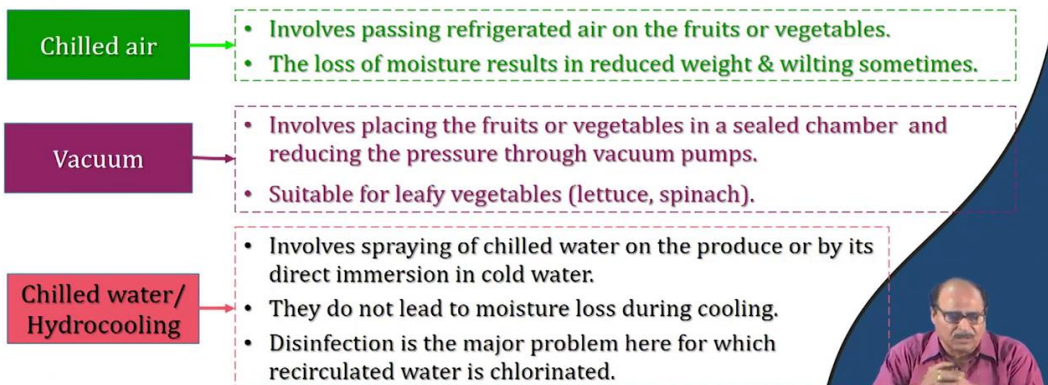 Chilled air
• Involves passing refrigerated air on the fruits or vegetables.
• The loss of moisture results in reduced weight & wilting sometimes.
Vacuum
• Involves placing the fruits or vegetables in a sealed chamber and
reducing the pressure through vacuum pumps.
• Suitable for leafy vegetables (lettuce, spinach).
Chilled water/
Hydrocooling
• Involves spraying of chilled water on the produce or by its
direct immersion in cold water.
• They do not lead to moisture loss during cooling.
• Disinfection is the major problem here for which
recirculated water is chlorinated.